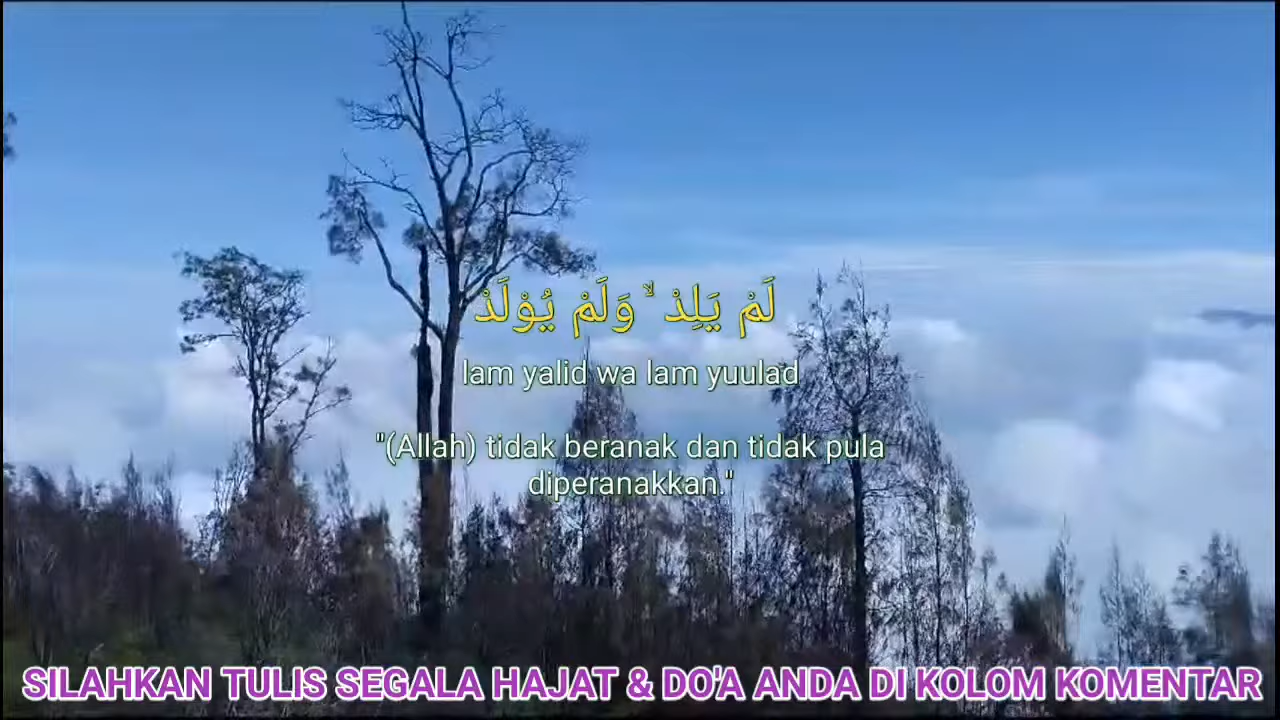 لَمْ يَلِدْ ۙ وَلَمْ يُوْلَدْ
lam yalid wa lam yuulad
"(Allah) tidak beranak dan tidak pula
diperanakkan."
SILAHKAN TULIS SEGALA HAJAT & DO'A ANDA DI KOLOM KOMENTAR